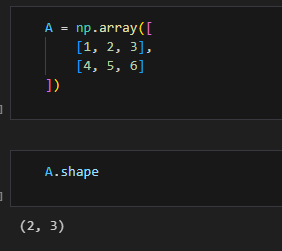 A = np.array([
    [1, 2, 3],
    [4, 5, 6]
])
]
A.shape
]
(2, 3)